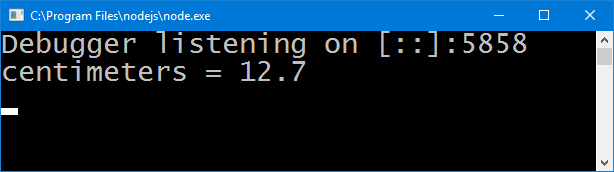 C:\Program Files\nodejs\node.exe
Debugger listening on [::]:5858
centimeters = 12.7